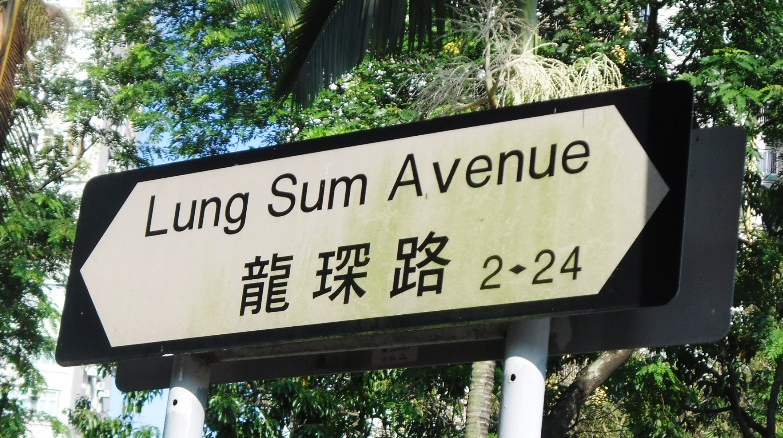 Lung Sum Avenue
龍琛路 2◆24